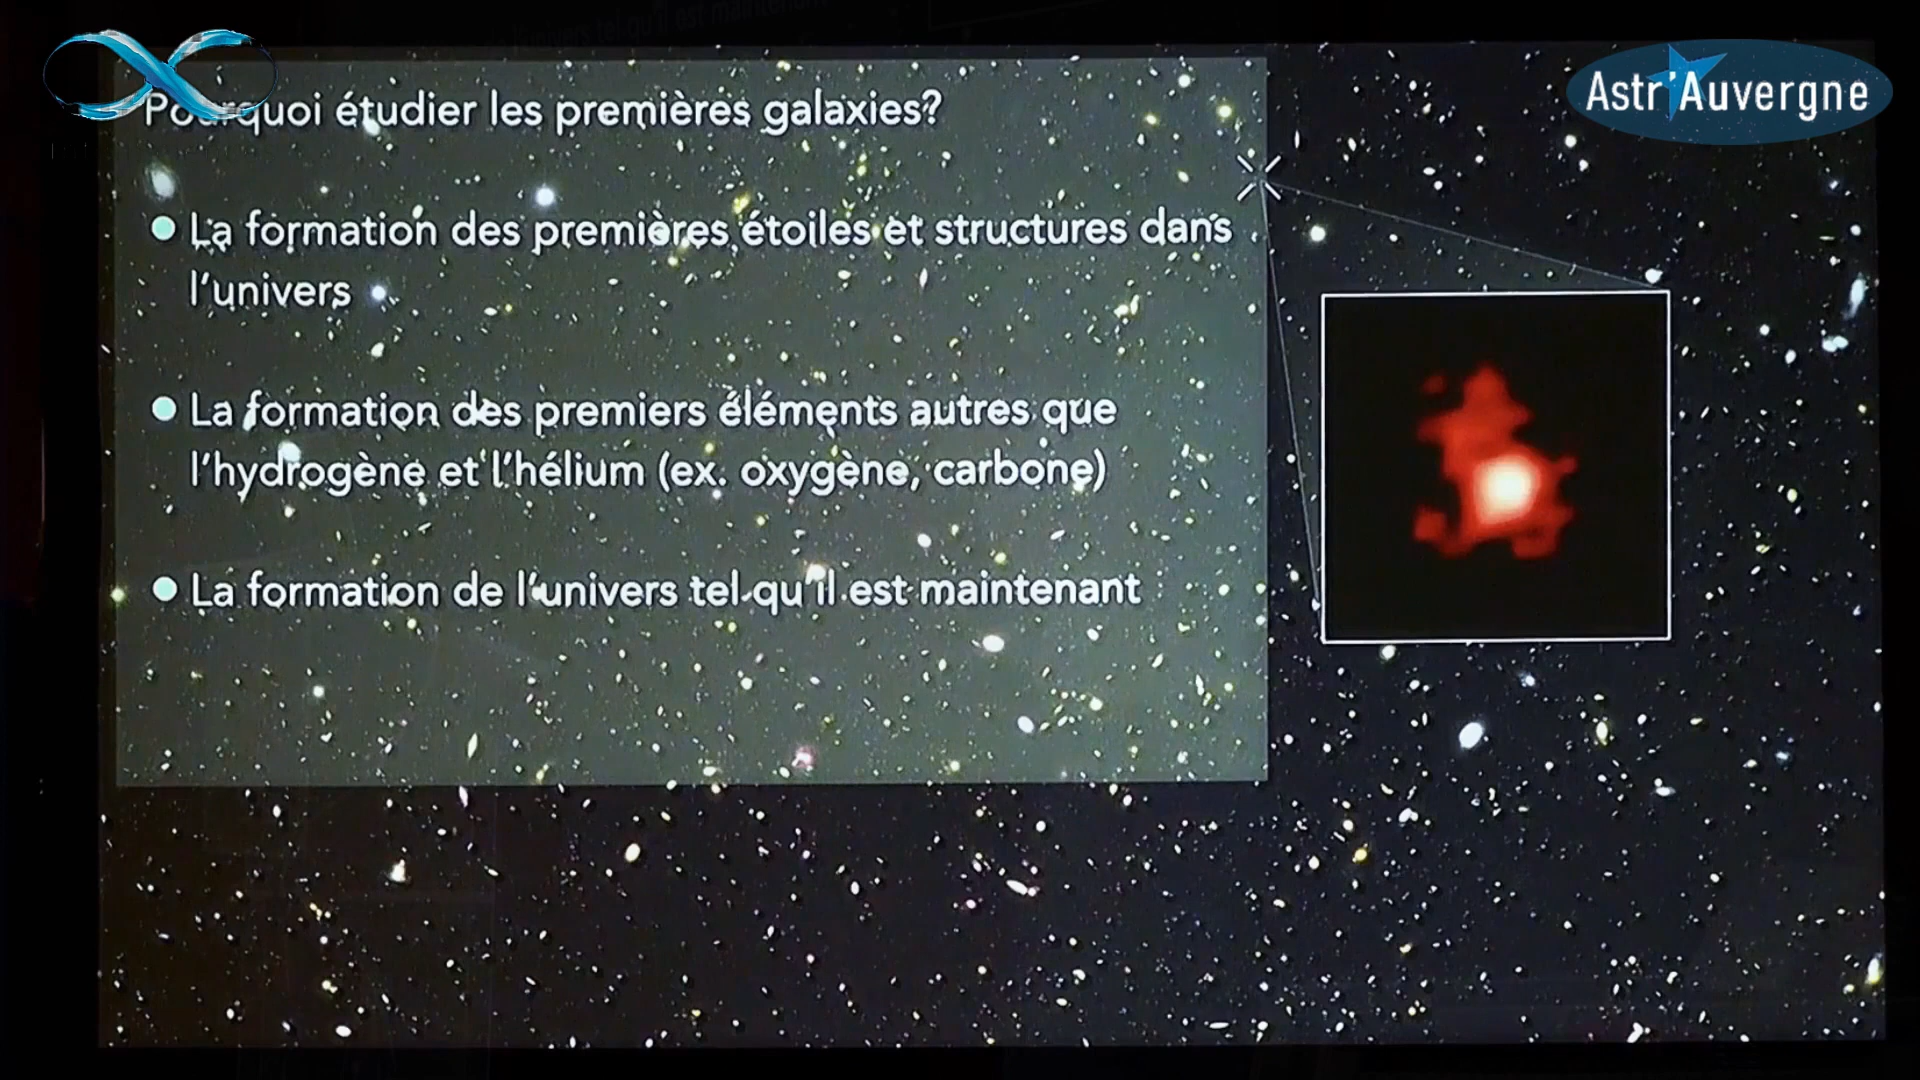 Astr'Auvergne
Pourquoi étudier les premières galaxies?
La formation des premières étoiles et structures dans
l'univers
La formation des premiers éléments autres que
l'hydrogène et l'hélium (ex. oxygène, carbone)
La formation de l'univers tel qu'il est maintenant